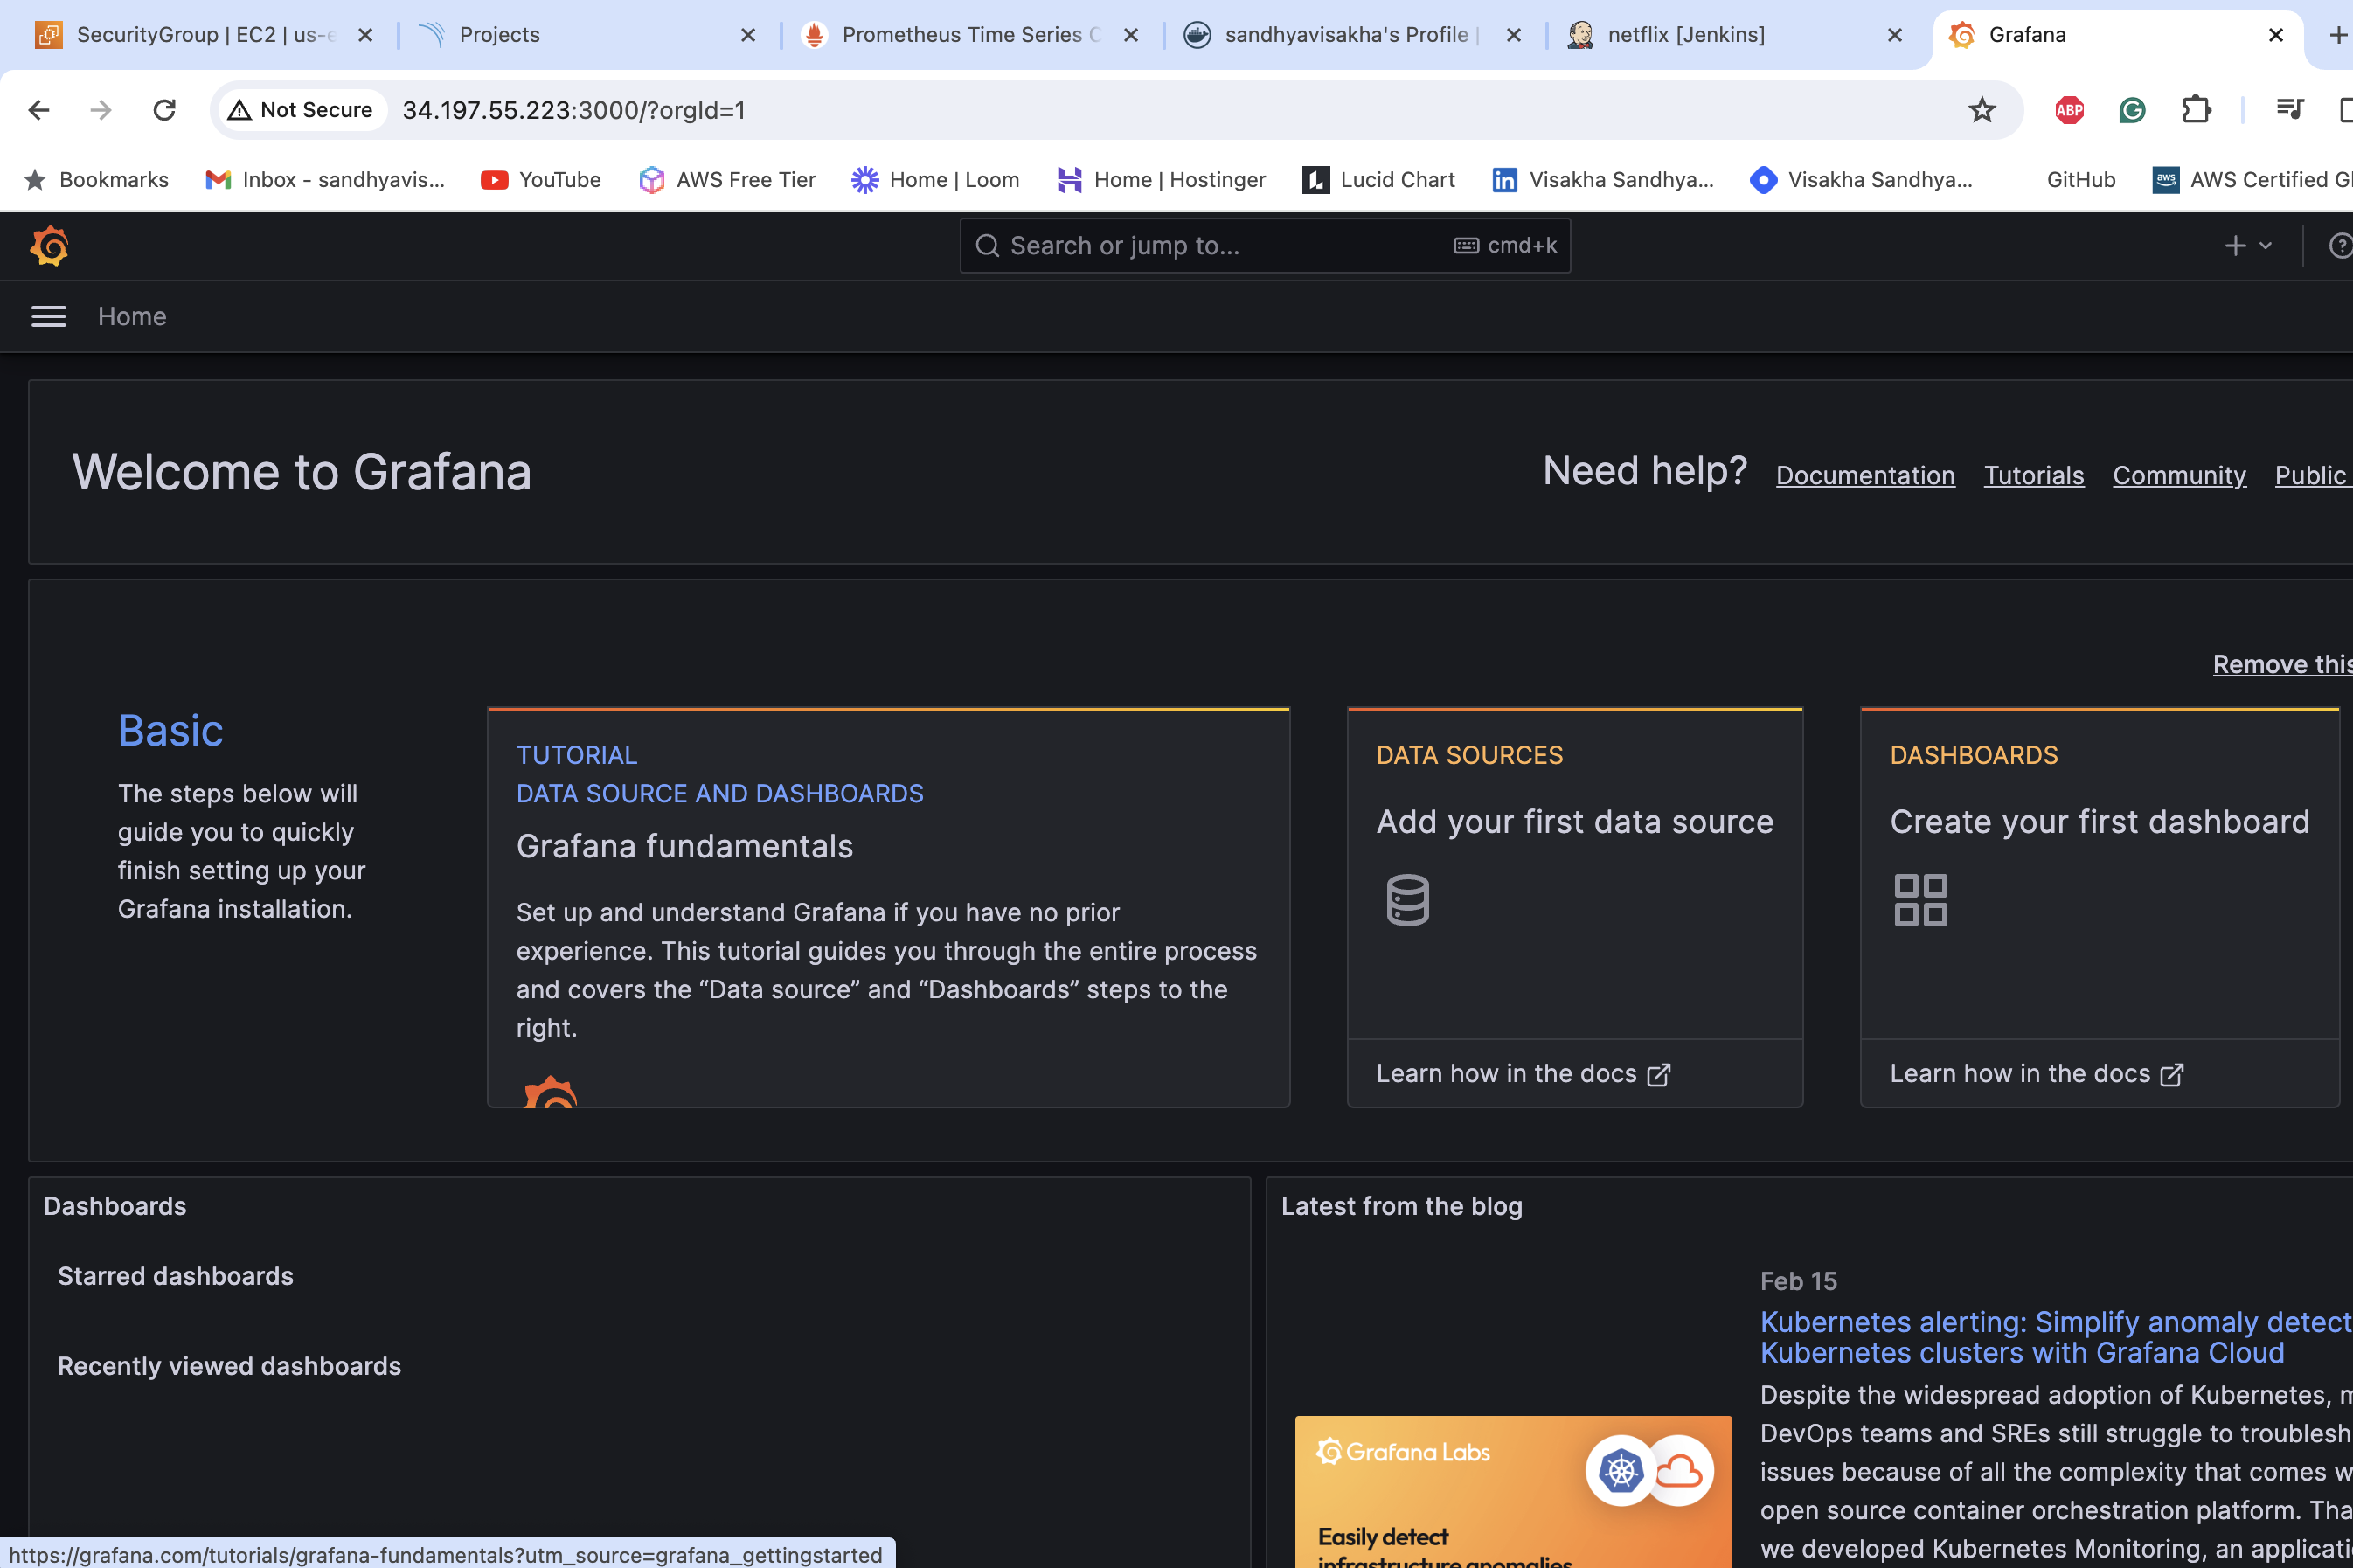 SecurityGroup | EC2 | us-e
Projects
Prometheus Time Series C
sandhyavisakha's Profile |
netflix [Jenkins]
Grafana
Not Secure
34.197.55.223:3000/?orgId=1
ABP
Bookmarks
Inbox - sandhyavis...
YouTube
AWS Free Tier
Home | Loom
Home | Hostinger
Lucid Chart
Visakha Sandhya...
Visakha Sandhya...
GitHub
aws
AWS Certified Gl
Search or jump to...
cmd+k
Home
Welcome to Grafana
Need help?
Documentation
Tutorials
Community
Public
Remove this
Basic
The steps below will
guide you to quickly
finish setting up your
Grafana installation.
TUTORIAL
DATA SOURCE AND DASHBOARDS
Grafana fundamentals
Set up and understand Grafana if you have no prior
experience. This tutorial guides you through the entire process
and covers the “Data source” and “Dashboards” steps to the
right.
DATA SOURCES
Add your first data source
Learn how in the docs
DASHBOARDS
Create your first dashboard
Learn how in the docs
Dashboards
Starred dashboards
Recently viewed dashboards
Latest from the blog
Feb 15
Kubernetes alerting: Simplify anomaly detect
Kubernetes clusters with Grafana Cloud
Despite the widespread adoption of Kubernetes, m
DevOps teams and SREs still struggle to troublesh
issues because of all the complexity that comes w
open source container orchestration platform. Tha
we developed Kubernetes Monitoring, an applicati
Grafana Labs
Easily detect
infrastructure anomalies
https://grafana.com/tutorials/grafana-fundamentals?utm_source=grafana_gettingstarted